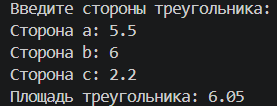 Введите стороны треугольника:
Сторона a: 5.5
Сторона b: 6
Сторона c: 2.2
Площадь треугольника: 6.05